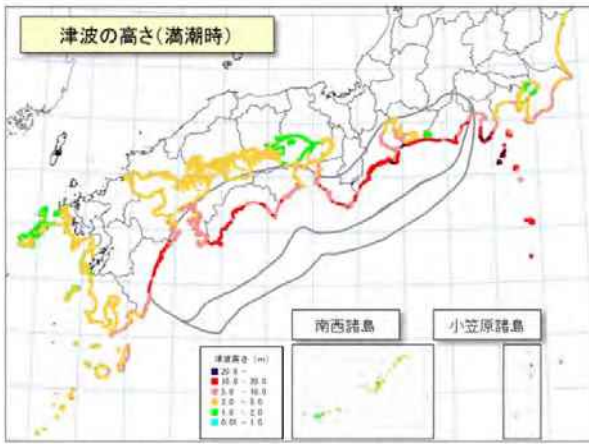 津波の高さ(満潮時)
南西諸島
小笠原諸島
津波高さ (m)
20.0 -
10.0 - 20.0
5.0 - 10.0
2.0 - 5.0
1.0 - 2.0
0.01 - 1.0